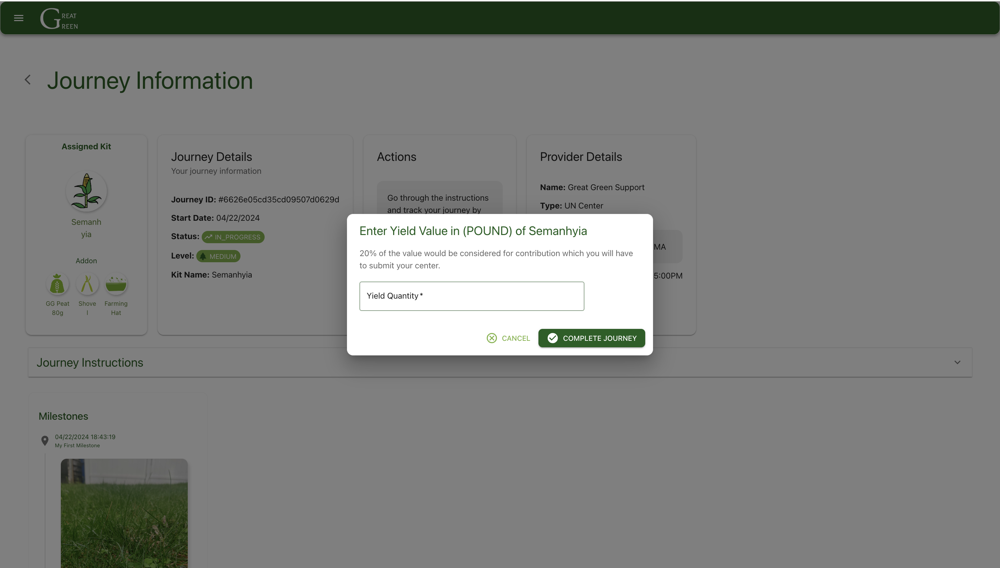 GREAT
GREEN
Journey Information
Assigned Kit
Semanh
yia
Addon
GG Peat
80g
Shove
l
Farming
Hat
Journey Details
Your journey information
Journey ID: #6626e05cd35cd09507d0629d
Start Date: 04/22/2024
Status: IN_PROGRESS
Level: MEDIUM
Kit Name: Semanhyia
Actions
Go through the instructions
and track your journey by
Provider Details
Name: Great Green Support
Type: UN Center
MA
5:00PM
Enter Yield Value in (POUND) of Semanhyia
20% of the value would be considered for contribution which you will have
to submit your center.
Yield Quantity *
CANCEL
COMPLETE JOURNEY
Journey Instructions
Milestones
04/22/2024 18:43:19
My First Milestone